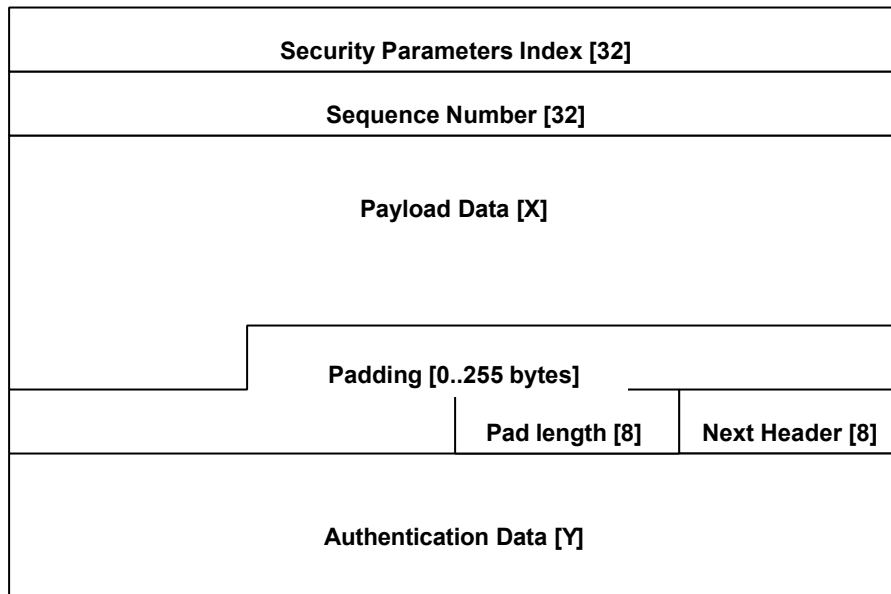 Security Parameters Index [32]
Sequence Number [32]
Payload Data [X]
Padding [0..255 bytes]
Pad length [8]
Next Header [8]
Authentication Data [Y]